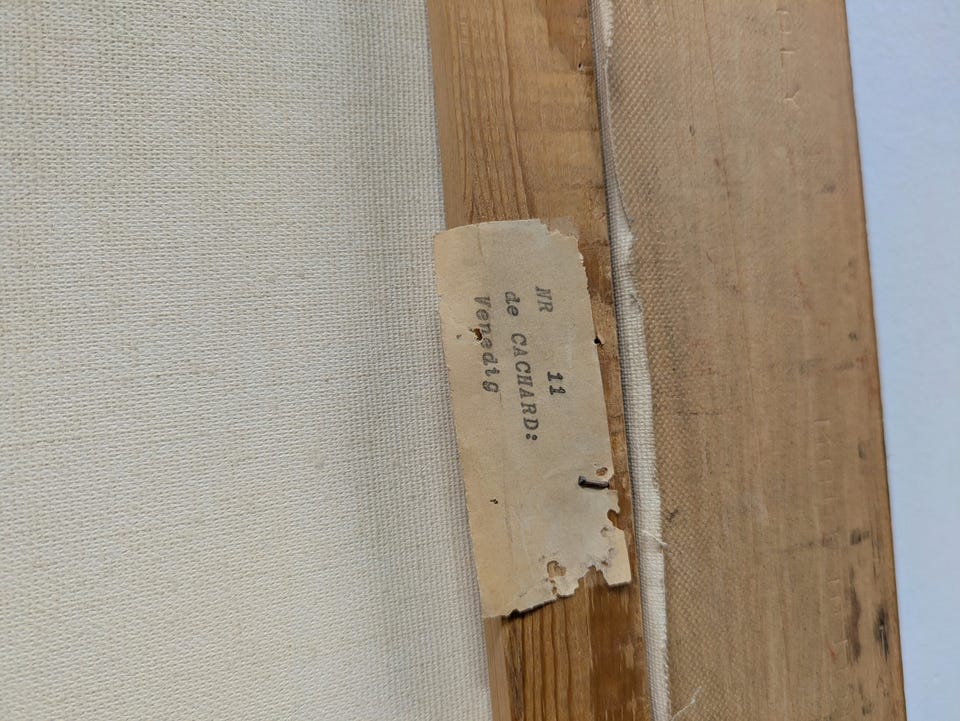 NR 11
de CACHARD:
Venedig